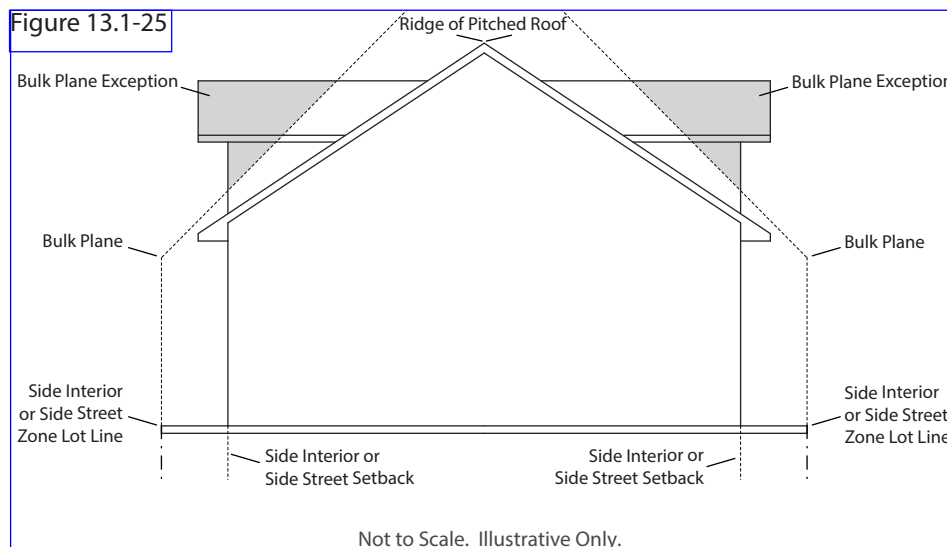 Figure 13.1-25
Ridge of Pitched Roof
Bulk Plane Exception
Bulk Plane Exception
Bulk Plane
Bulk Plane
Side Interior
or Side Street
Zone Lot Line
Side Interior
or Side Street
Zone Lot Line
Side Interior or
Side Street Setback
Side Interior or
Side Street Setback
Not to Scale. Illustrative Only.